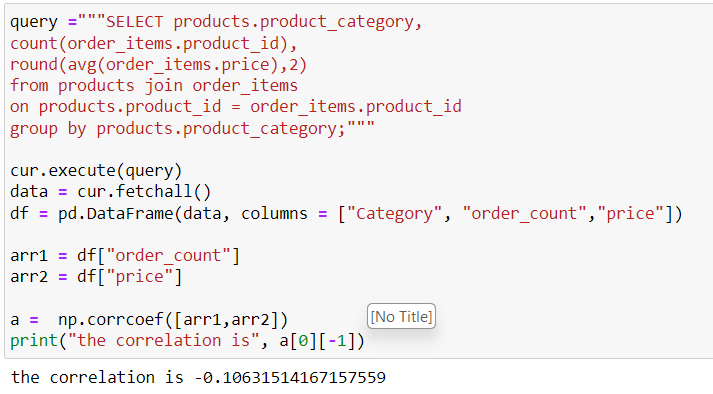 query ="""SELECT products.product_category,
count(order_items.product_id),
round(avg(order_items.price),2)
from products join order_items
on products.product_id = order_items.product_id
group by products.product_category;"""
cur.execute(query)
data = cur.fetchall()
df = pd.DataFrame(data, columns = ["Category", "order_count","price"])
arr1 = df["order_count"]
arr2 = df["price"]
a =  np.corrcoef([arr1,arr2])
[No Title]
print("the correlation is", a[0][-1])
the correlation is -0.10631514167157559